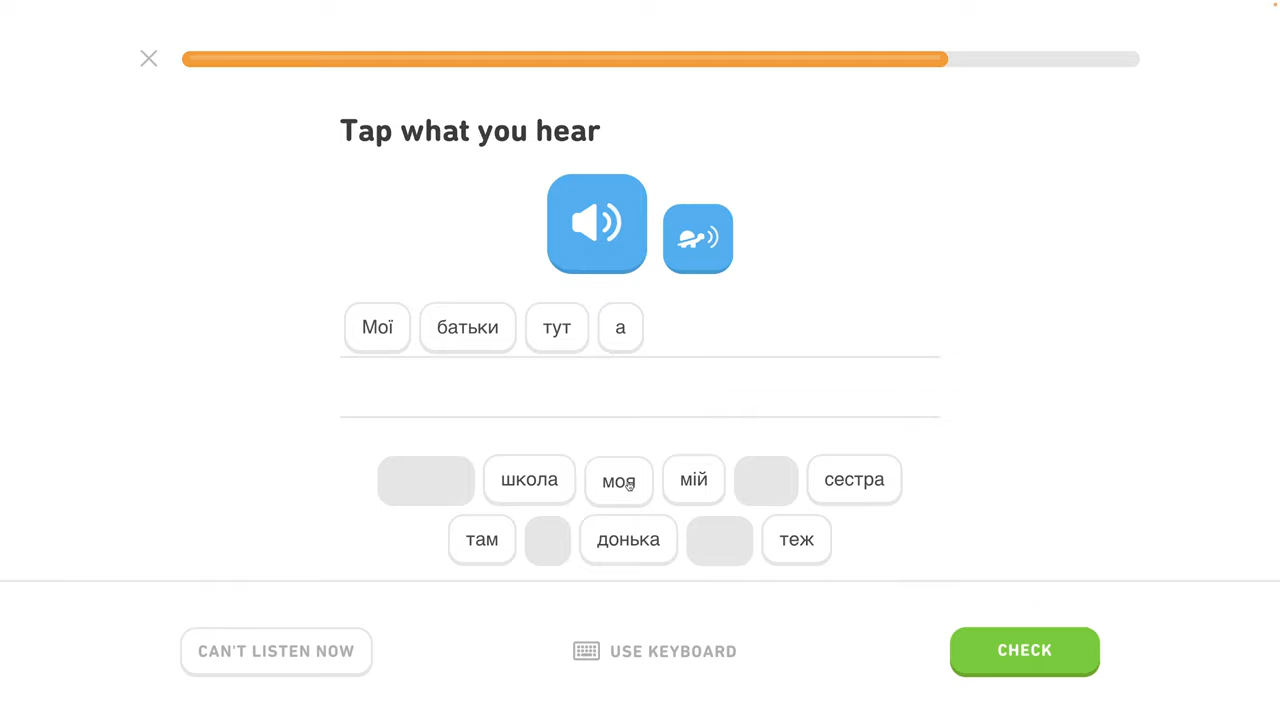 Tap what you hear
Мої батьки тут а
школа моя мій сестра
там донька теж
CAN'T LISTEN NOW USE KEYBOARD CHECK